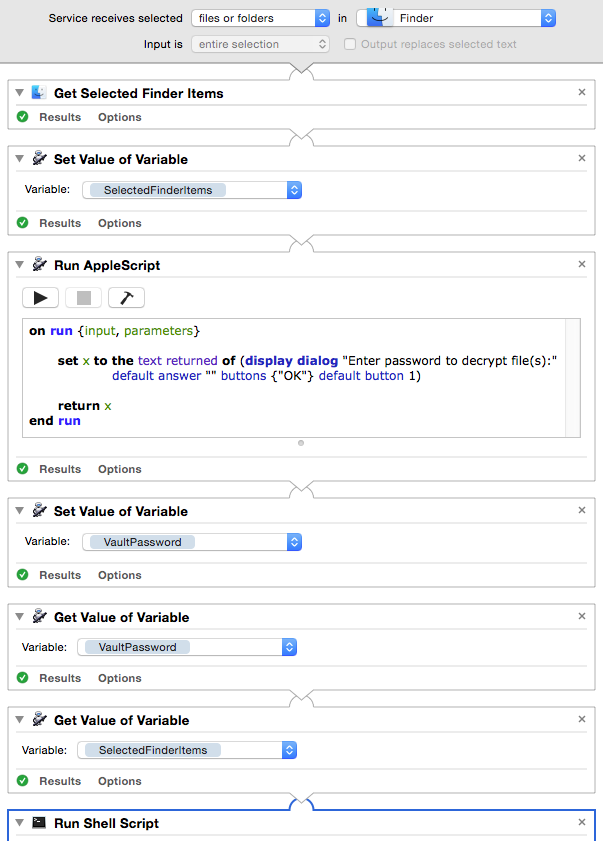 Service receives selected files or folders in Finder
Input is entire selection Output replaces selected text
Get Selected Finder Items
Results Options
Set Value of Variable
Variable: SelectedFinderItems
Results Options
Run AppleScript
on run {input, parameters}
set x to the text returned of (display dialog "Enter password to decrypt file(s):"
default answer "" buttons {"OK"} default button 1)
return x
end run
Results Options
Set Value of Variable
Variable: VaultPassword
Results Options
Get Value of Variable
Variable: VaultPassword
Results Options
Get Value of Variable
Variable: SelectedFinderItems
Results Options
Run Shell Script